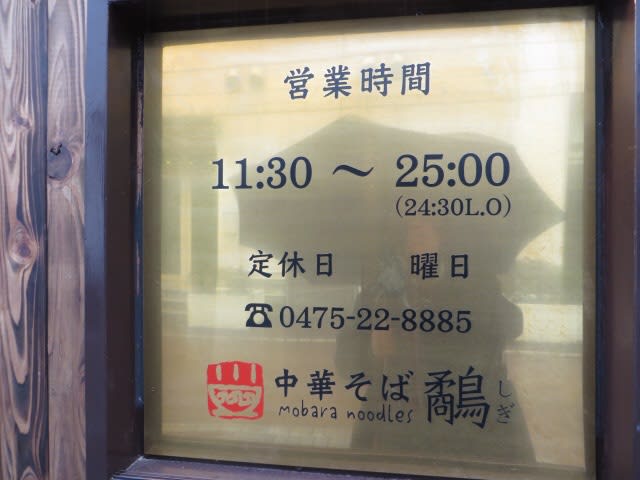 営業時間
11:30 ～ 25:00
(24:30L.O)
定休日 曜日
☎0475-22-8885
中華そば 鷸 しぎ
mobara noodles